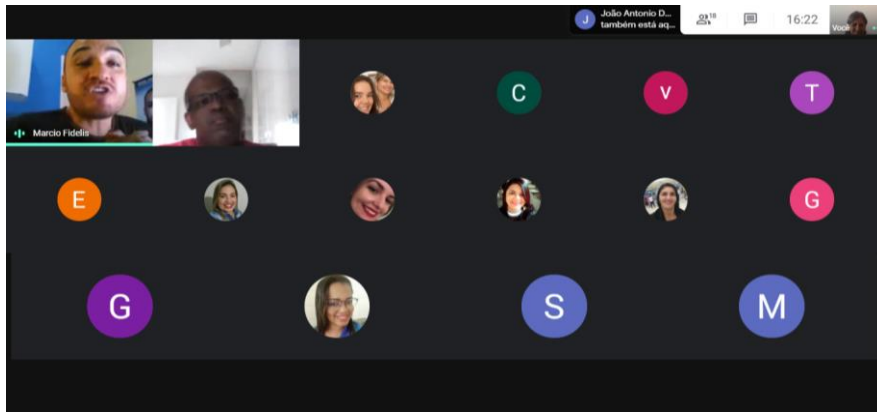 J
João Antonio D...
também está aq...
18
16:22
Você
Marcio Fidelis
C
V
T
E
G
G
S
M